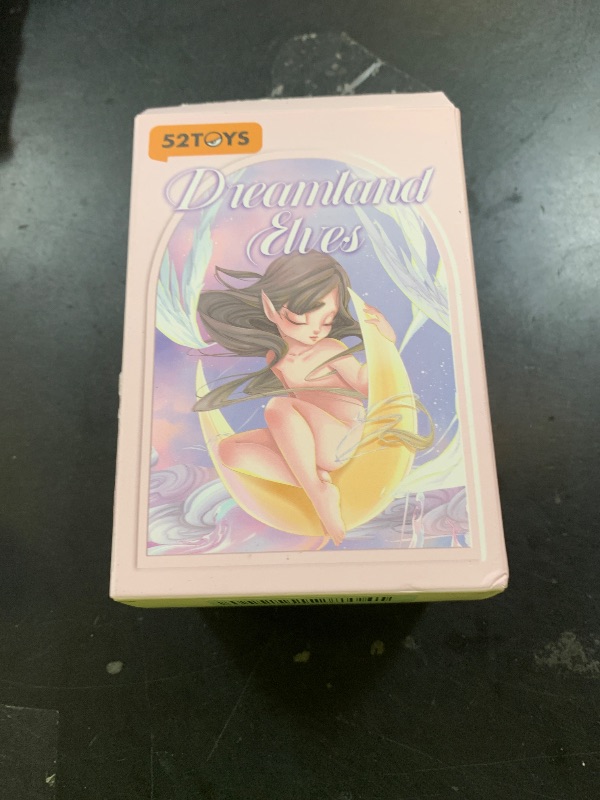 52TOYS
Dreamland
Elves